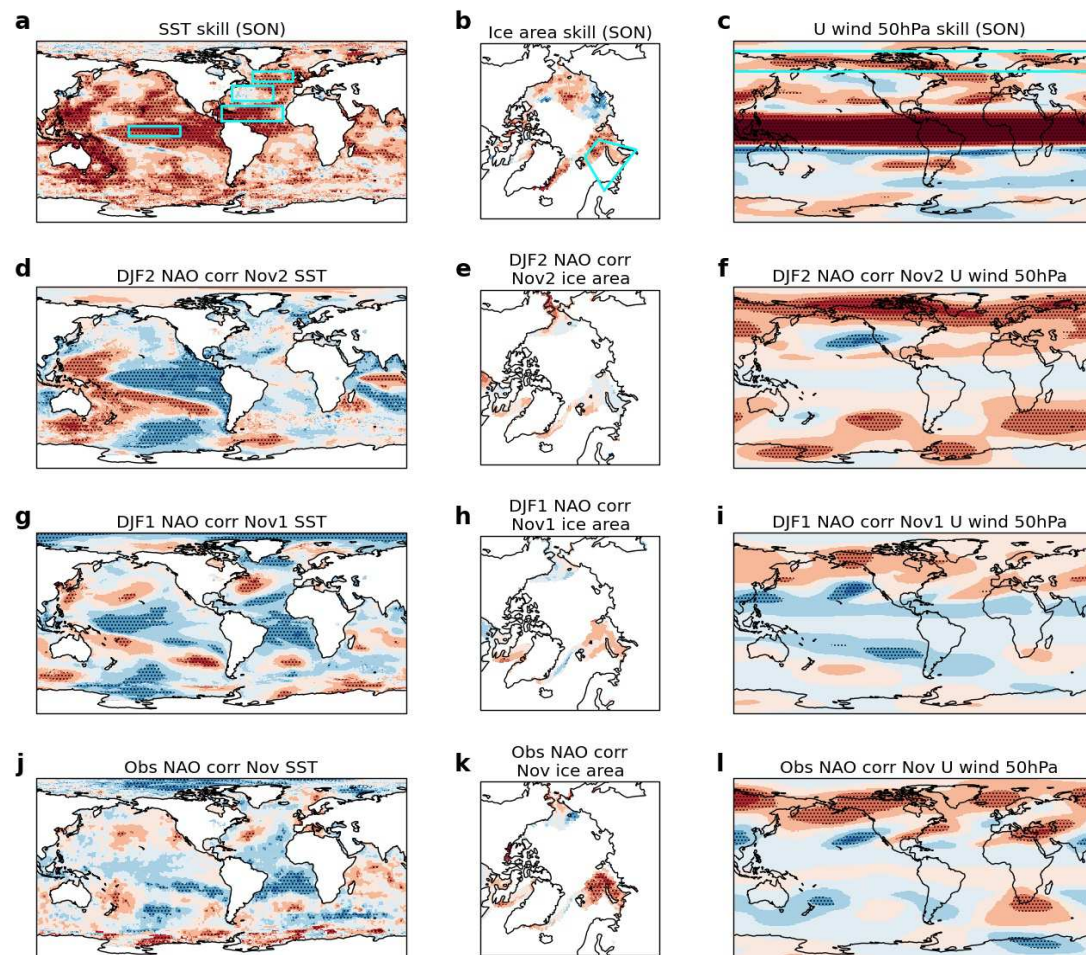 a
SST skill (SON)
b
Ice area skill (SON)
c
U wind 50hPa skill (SON)
d
DJF2 NAO corr Nov2 SST
e
DJF2 NAO corr
Nov2 ice area
f
DJF2 NAO corr Nov2 U wind 50hPa
g
DJF1 NAO corr Nov1 SST
h
DJF1 NAO corr
Nov1 ice area
i
DJF1 NAO corr Nov1 U wind 50hPa
j
Obs NAO corr Nov SST
k
Obs NAO corr
Nov ice area
l
Obs NAO corr Nov U wind 50hPa